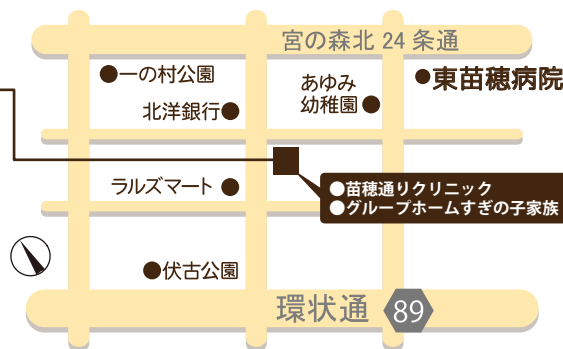 宮の森北24条通
●一の村公園
あゆみ
幼稚園●
●東苗穂病院
北洋銀行●
ラルズマート●
●苗穂通りクリニック
●グループホームすぎの子家族
●伏古公園
環状通 89